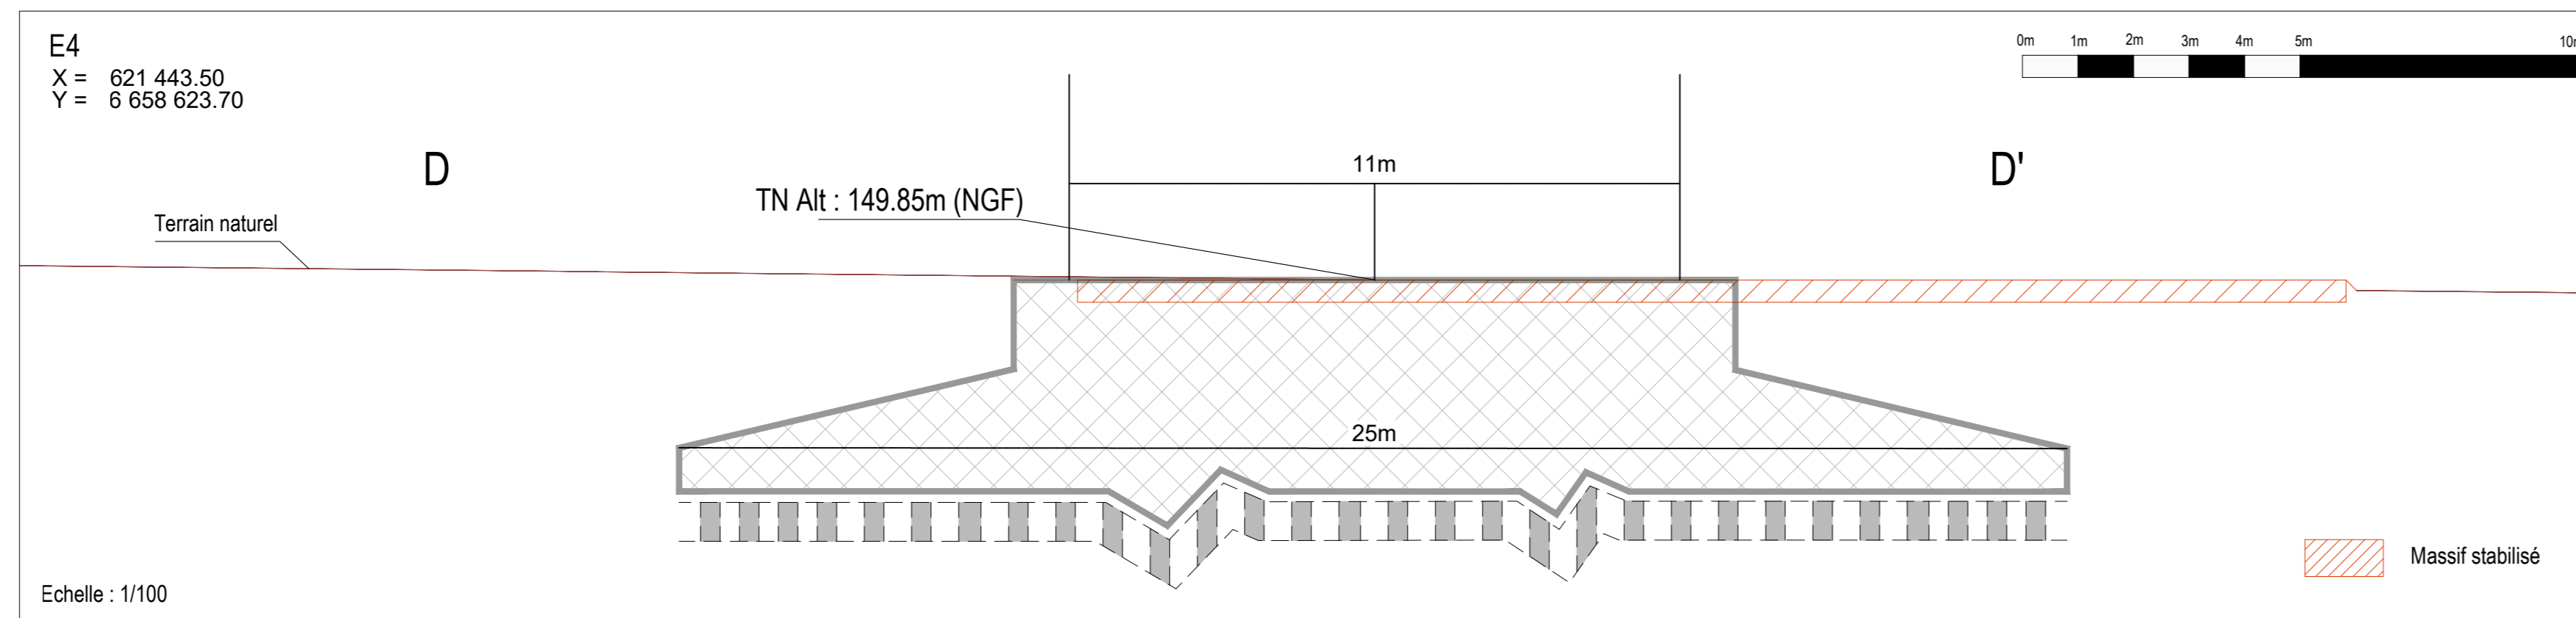 E4
X = 621 443.50
Y = 6 658 623.70
0m 1m 2m 3m 4m 5m 10m
D
11m
D'
TN Alt : 149.85m (NGF)
Terrain naturel
25m
Massif stabilisé
Echelle : 1/100